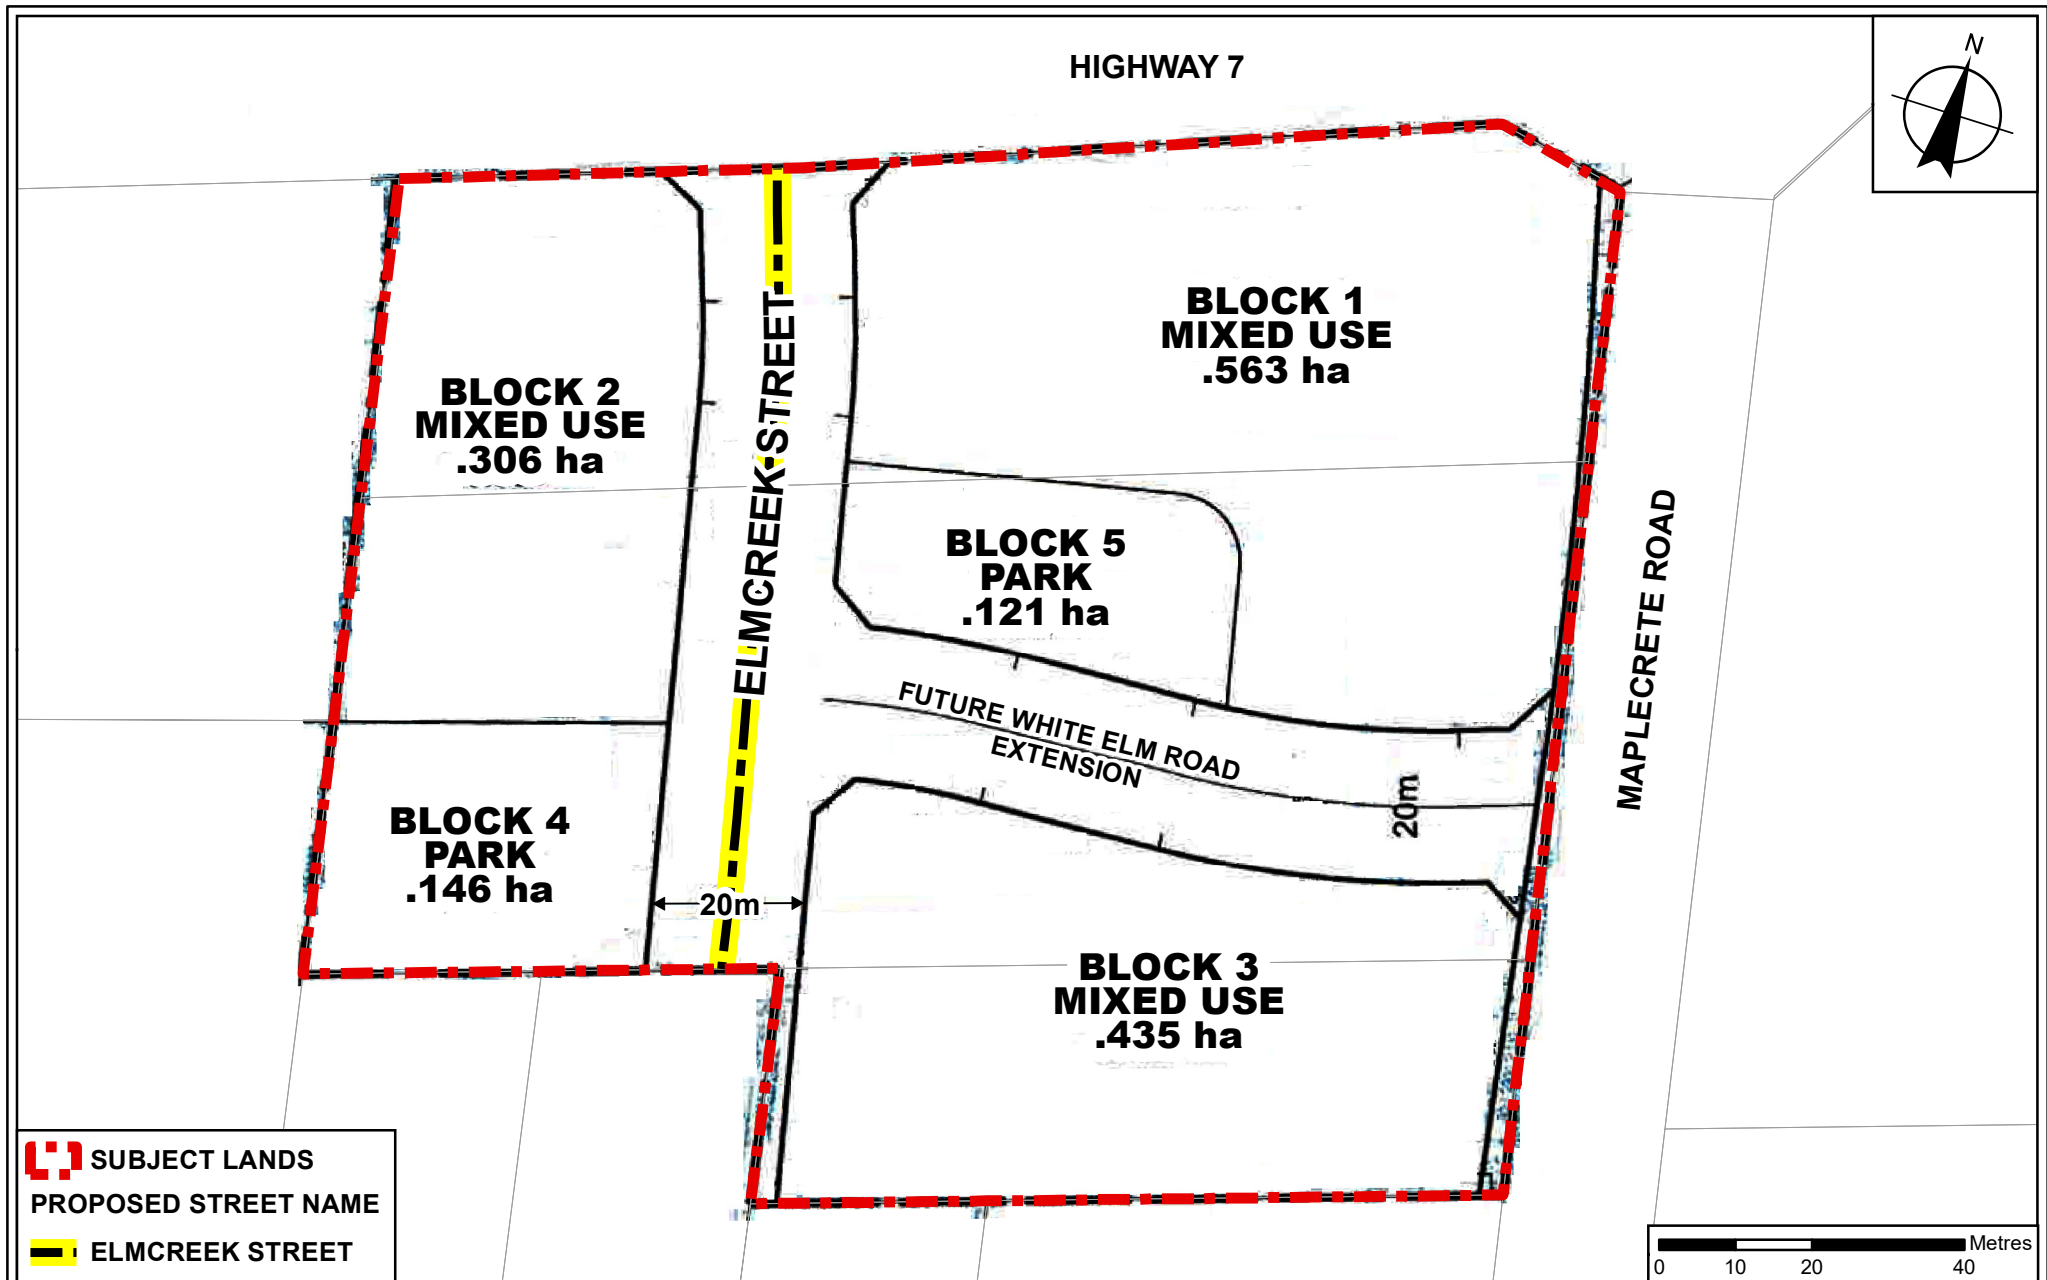 HIGHWAY 7
N
BLOCK 1
MIXED USE
.563 ha
BLOCK 2
MIXED USE
.306 ha
ELMCREEK STREET
BLOCK 5
PARK
.121 ha
MAPLECRETE ROAD
FUTURE WHITE ELM ROAD
EXTENSION
20m
BLOCK 4
PARK
.146 ha
20m
BLOCK 3
MIXED USE
.435 ha
SUBJECT LANDS
PROPOSED STREET NAME
ELMCREEK STREET
Metres
0 10 20 40